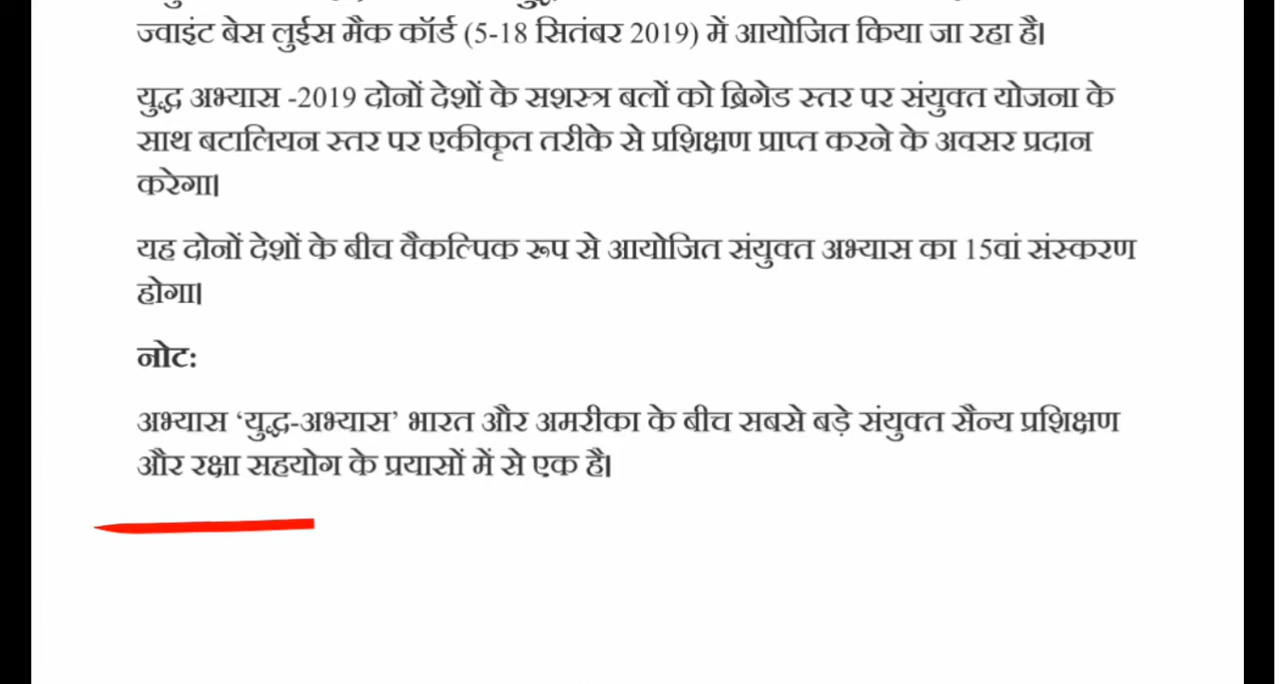 ज्वाइंट बेस लुईस मैक कॉर्ड (5-18 सितंबर 2019) में आयोजित किया जा रहा है।
युद्ध अभ्यास -2019 दोनों देशों के सशस्त्र बलों को ब्रिगेड स्तर पर संयुक्त योजना के
साथ बटालियन स्तर पर एकीकृत तरीके से प्रशिक्षण प्राप्त करने के अवसर प्रदान
करेगा।
यह दोनों देशों के बीच वैकल्पिक रूप से आयोजित संयुक्त अभ्यास का 15वां संस्करण
होगा।
नोट:
अभ्यास ‘युद्ध-अभ्यास’ भारत और अमरीका के बीच सबसे बड़े संयुक्त सैन्य प्रशिक्षण
और रक्षा सहयोग के प्रयासों में से एक है।